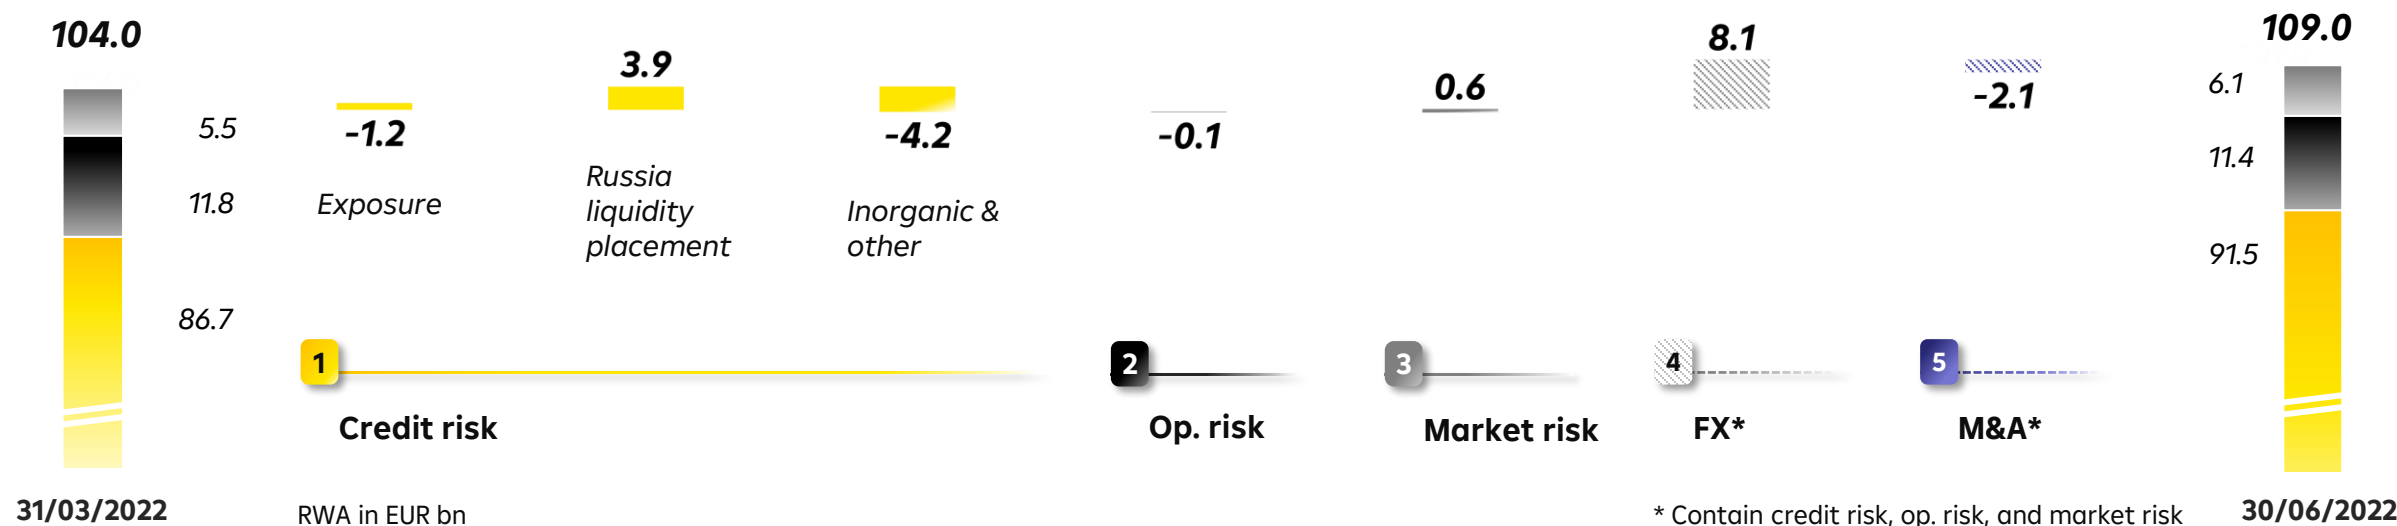 104.0
109.0
8.1
3.9
6.1
0.6
-2.1
5.5
-1.2
-4.2
-0.1
11.4
Russia
liquidity
placement
11.8
Exposure
Inorganic &
other
91.5
86.7
1
2
3
4
5
Credit risk
Op. risk
Market risk
FX*
M&A*
31/03/2022
RWA in EUR bn
* Contain credit risk, op. risk, and market risk
30/06/2022